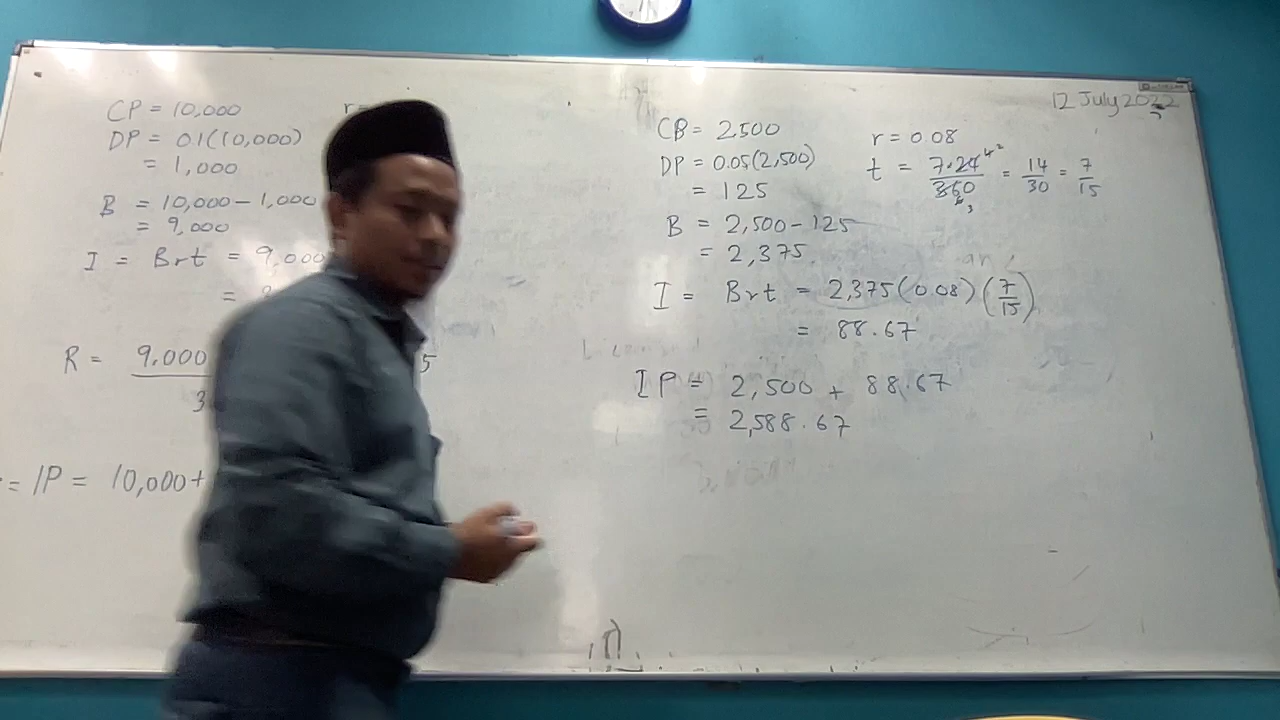 CP = 10,000
r =
DP = 0.1(10,000)
= 1,000
B = 10,000 - 1,000
= 9,000
I = Brt = 9,000
=
R = 9,000
3
5
= IP = 10,000 +
12 July 2022
CP = 2,500
r = 0.08
DP = 0.05(2,500)
t = 7·24/360 = 14/30 = 7/15
= 125
B = 2,500 - 125
= 2,375
I = Brt = 2,375(0.08)(7/15)
= 88.67
IP = 2,500 + 88.67
= 2,588.67